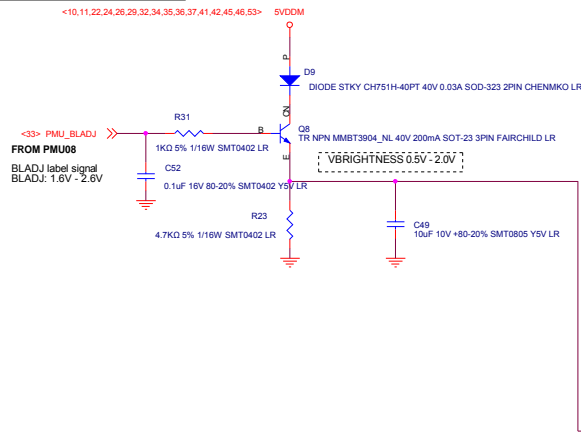 <10,11,22,24,26,29,32,34,35,36,37,41,42,45,46,53> 5VDDM
P
D9
DIODE STKY CH751H-40PT 40V 0.03A SOD-323 2PIN CHENMKO LR
CN
R31
<33> PMU_BLADJ
B
Q8
TR NPN MMBT3904_NL 40V 200mA SOT-23 3PIN FAIRCHILD LR
FROM PMU08
1KΩ 5% 1/16W SMT0402 LR
E
VBRIGHTNESS 0.5V - 2.0V
BLADJ label signal
BLADJ: 1.6V - 2.6V
C52
0.1uF 16V 80-20% SMT0402 Y5V LR
R23
4.7KΩ 5% 1/16W SMT0402 LR
C49
10uF 10V +80-20% SMT0805 Y5V LR